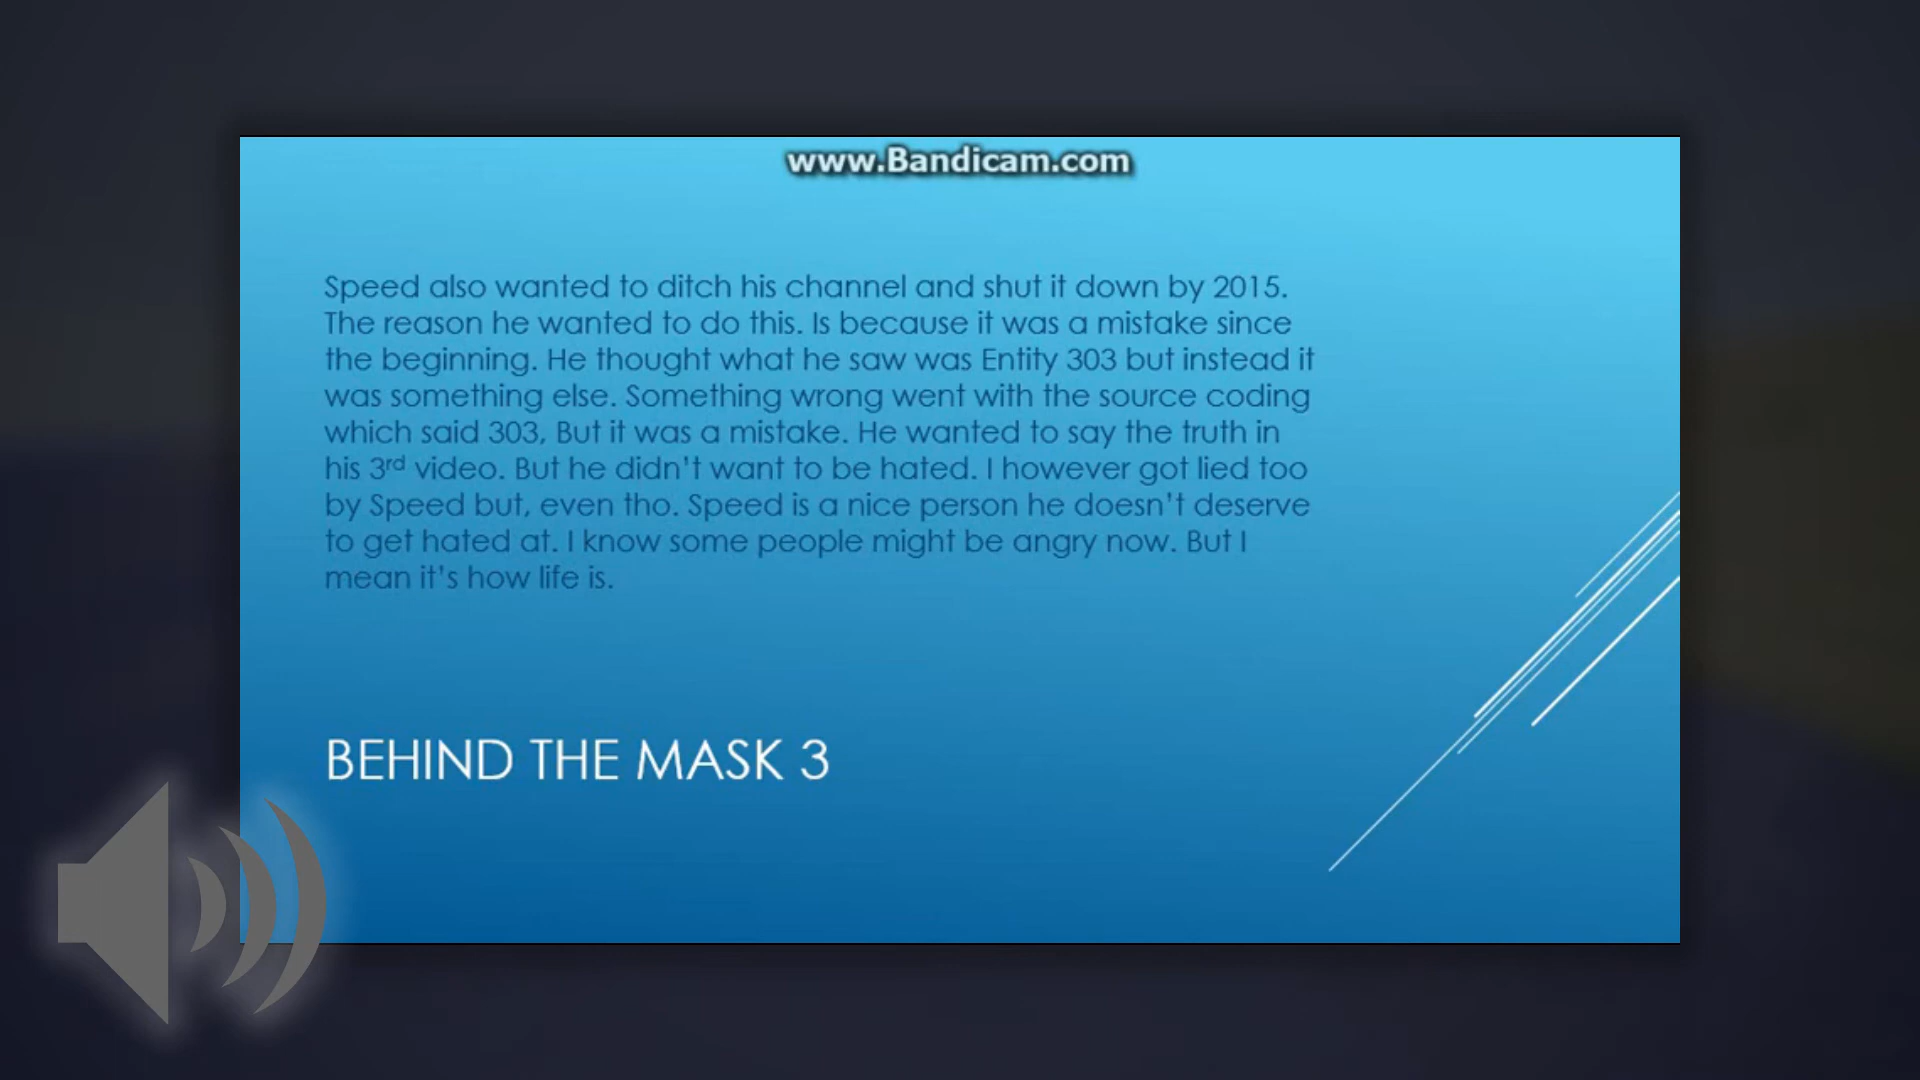 www.Bandicam.com
Speed also wanted to ditch his channel and shut it down by 2015.
The reason he wanted to do this. Is because it was a mistake since
the beginning. He thought what he saw was Entity 303 but instead it
was something else. Something wrong went with the source coding
which said 303, But it was a mistake. He wanted to say the truth in
his 3rd video. But he didn't want to be hated. I however got lied too
by Speed but, even tho. Speed is a nice person he doesn't deserve
to get hated at. I know some people might be angry now. But I
mean it's how life is.
BEHIND THE MASK 3